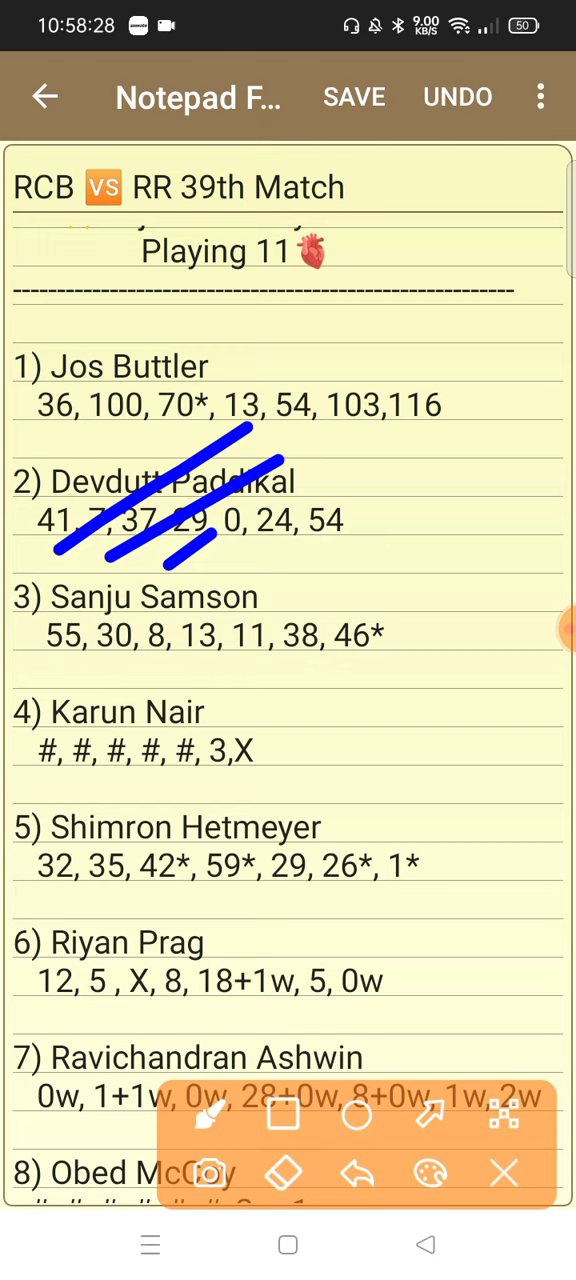 10:58:28 9.00 KB/S 50
Notepad F... SAVE UNDO
RCB 🆚 RR 39th Match
Playing 11🫀
------------------------------------------------------------
1) Jos Buttler
36, 100, 70*, 13, 54, 103,116
2) Devdutt Paddikal
41, 7, 37, 29, 0, 24, 54
3) Sanju Samson
55, 30, 8, 13, 11, 38, 46*
4) Karun Nair
#, #, #, #, #, 3,X
5) Shimron Hetmeyer
32, 35, 42*, 59*, 29, 26*, 1*
6) Riyan Prag
12, 5 , X, 8, 18+1w, 5, 0w
7) Ravichandran Ashwin
0w, 1+1w, 0w, 28+0w, 8+0w, 1w, 2w
8) Obed McCoy